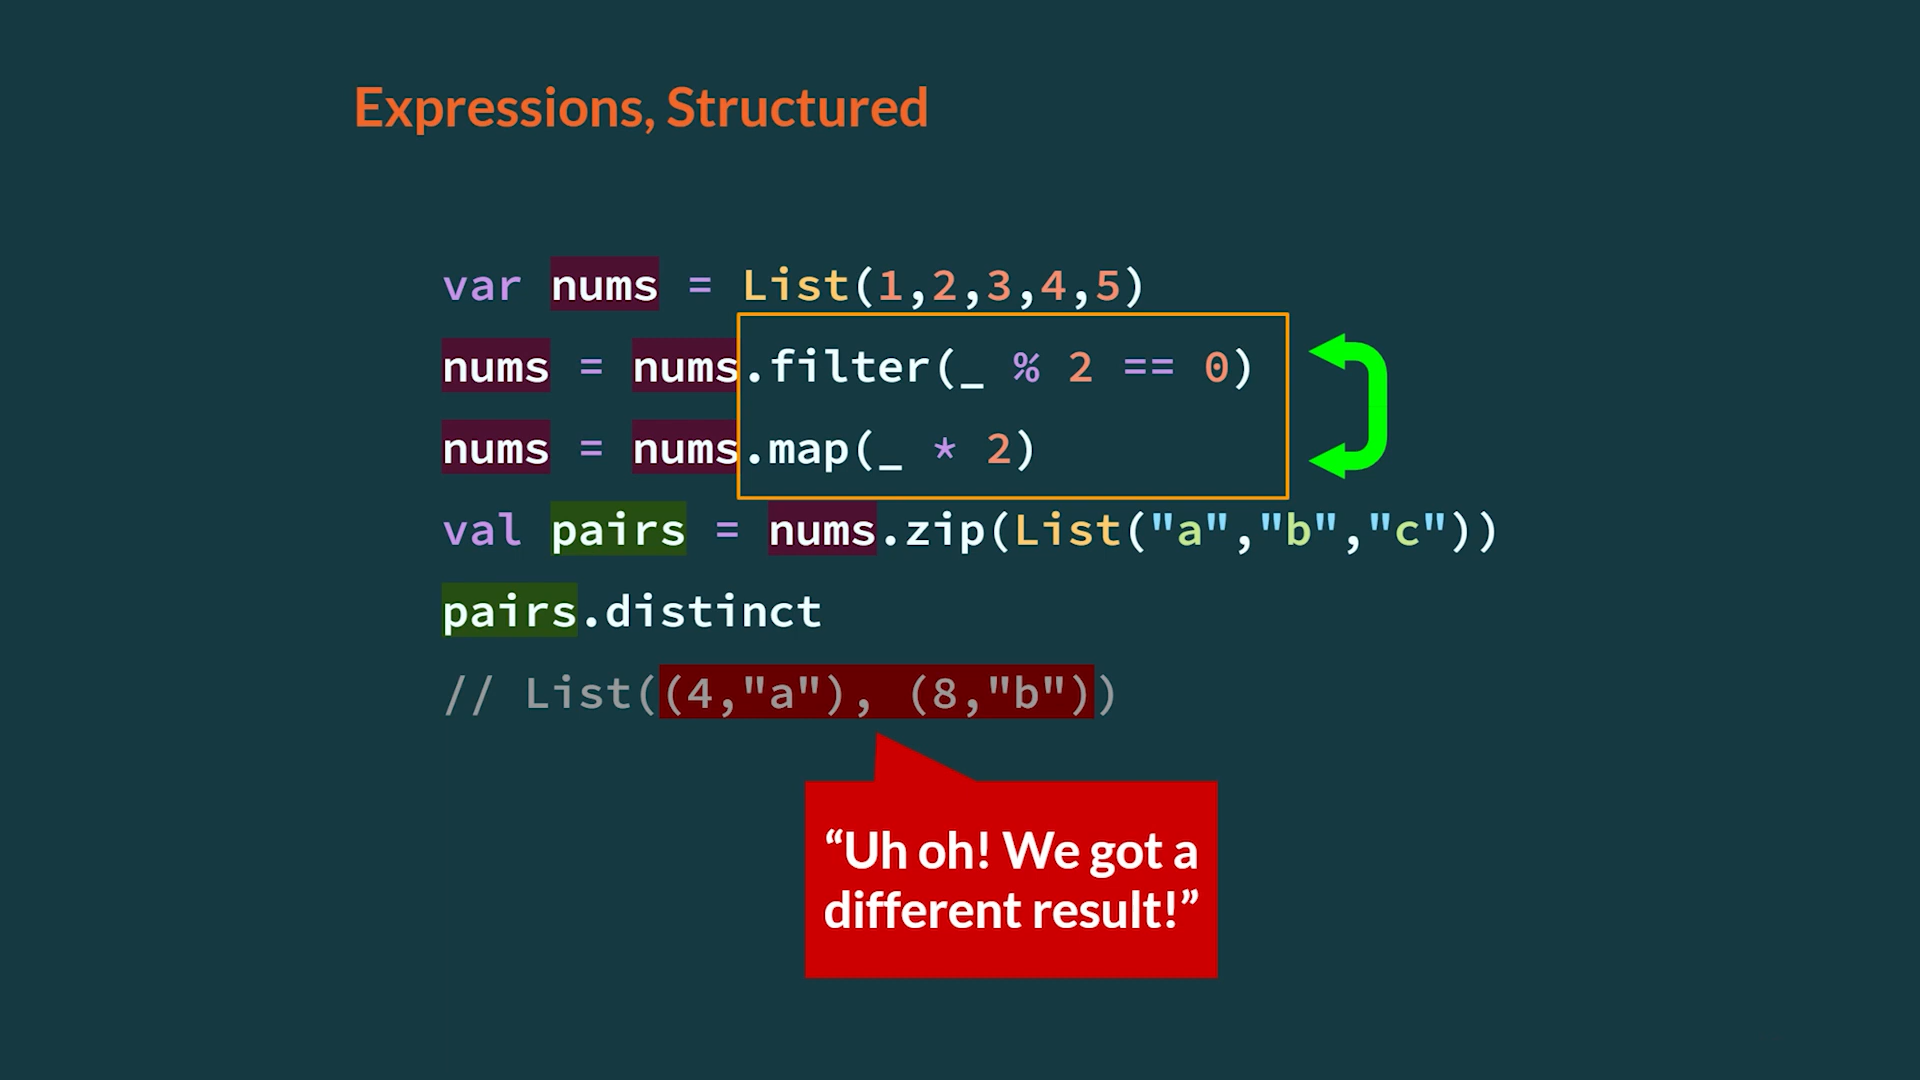 Expressions, Structured
var nums = List(1,2,3,4,5)
nums = nums.filter(_ % 2 == 0)
nums = nums.map(_ * 2)
val pairs = nums.zip(List("a","b","c"))
pairs.distinct
// List((4,"a"), (8,"b"))
“Uh oh! We got a
different result!”